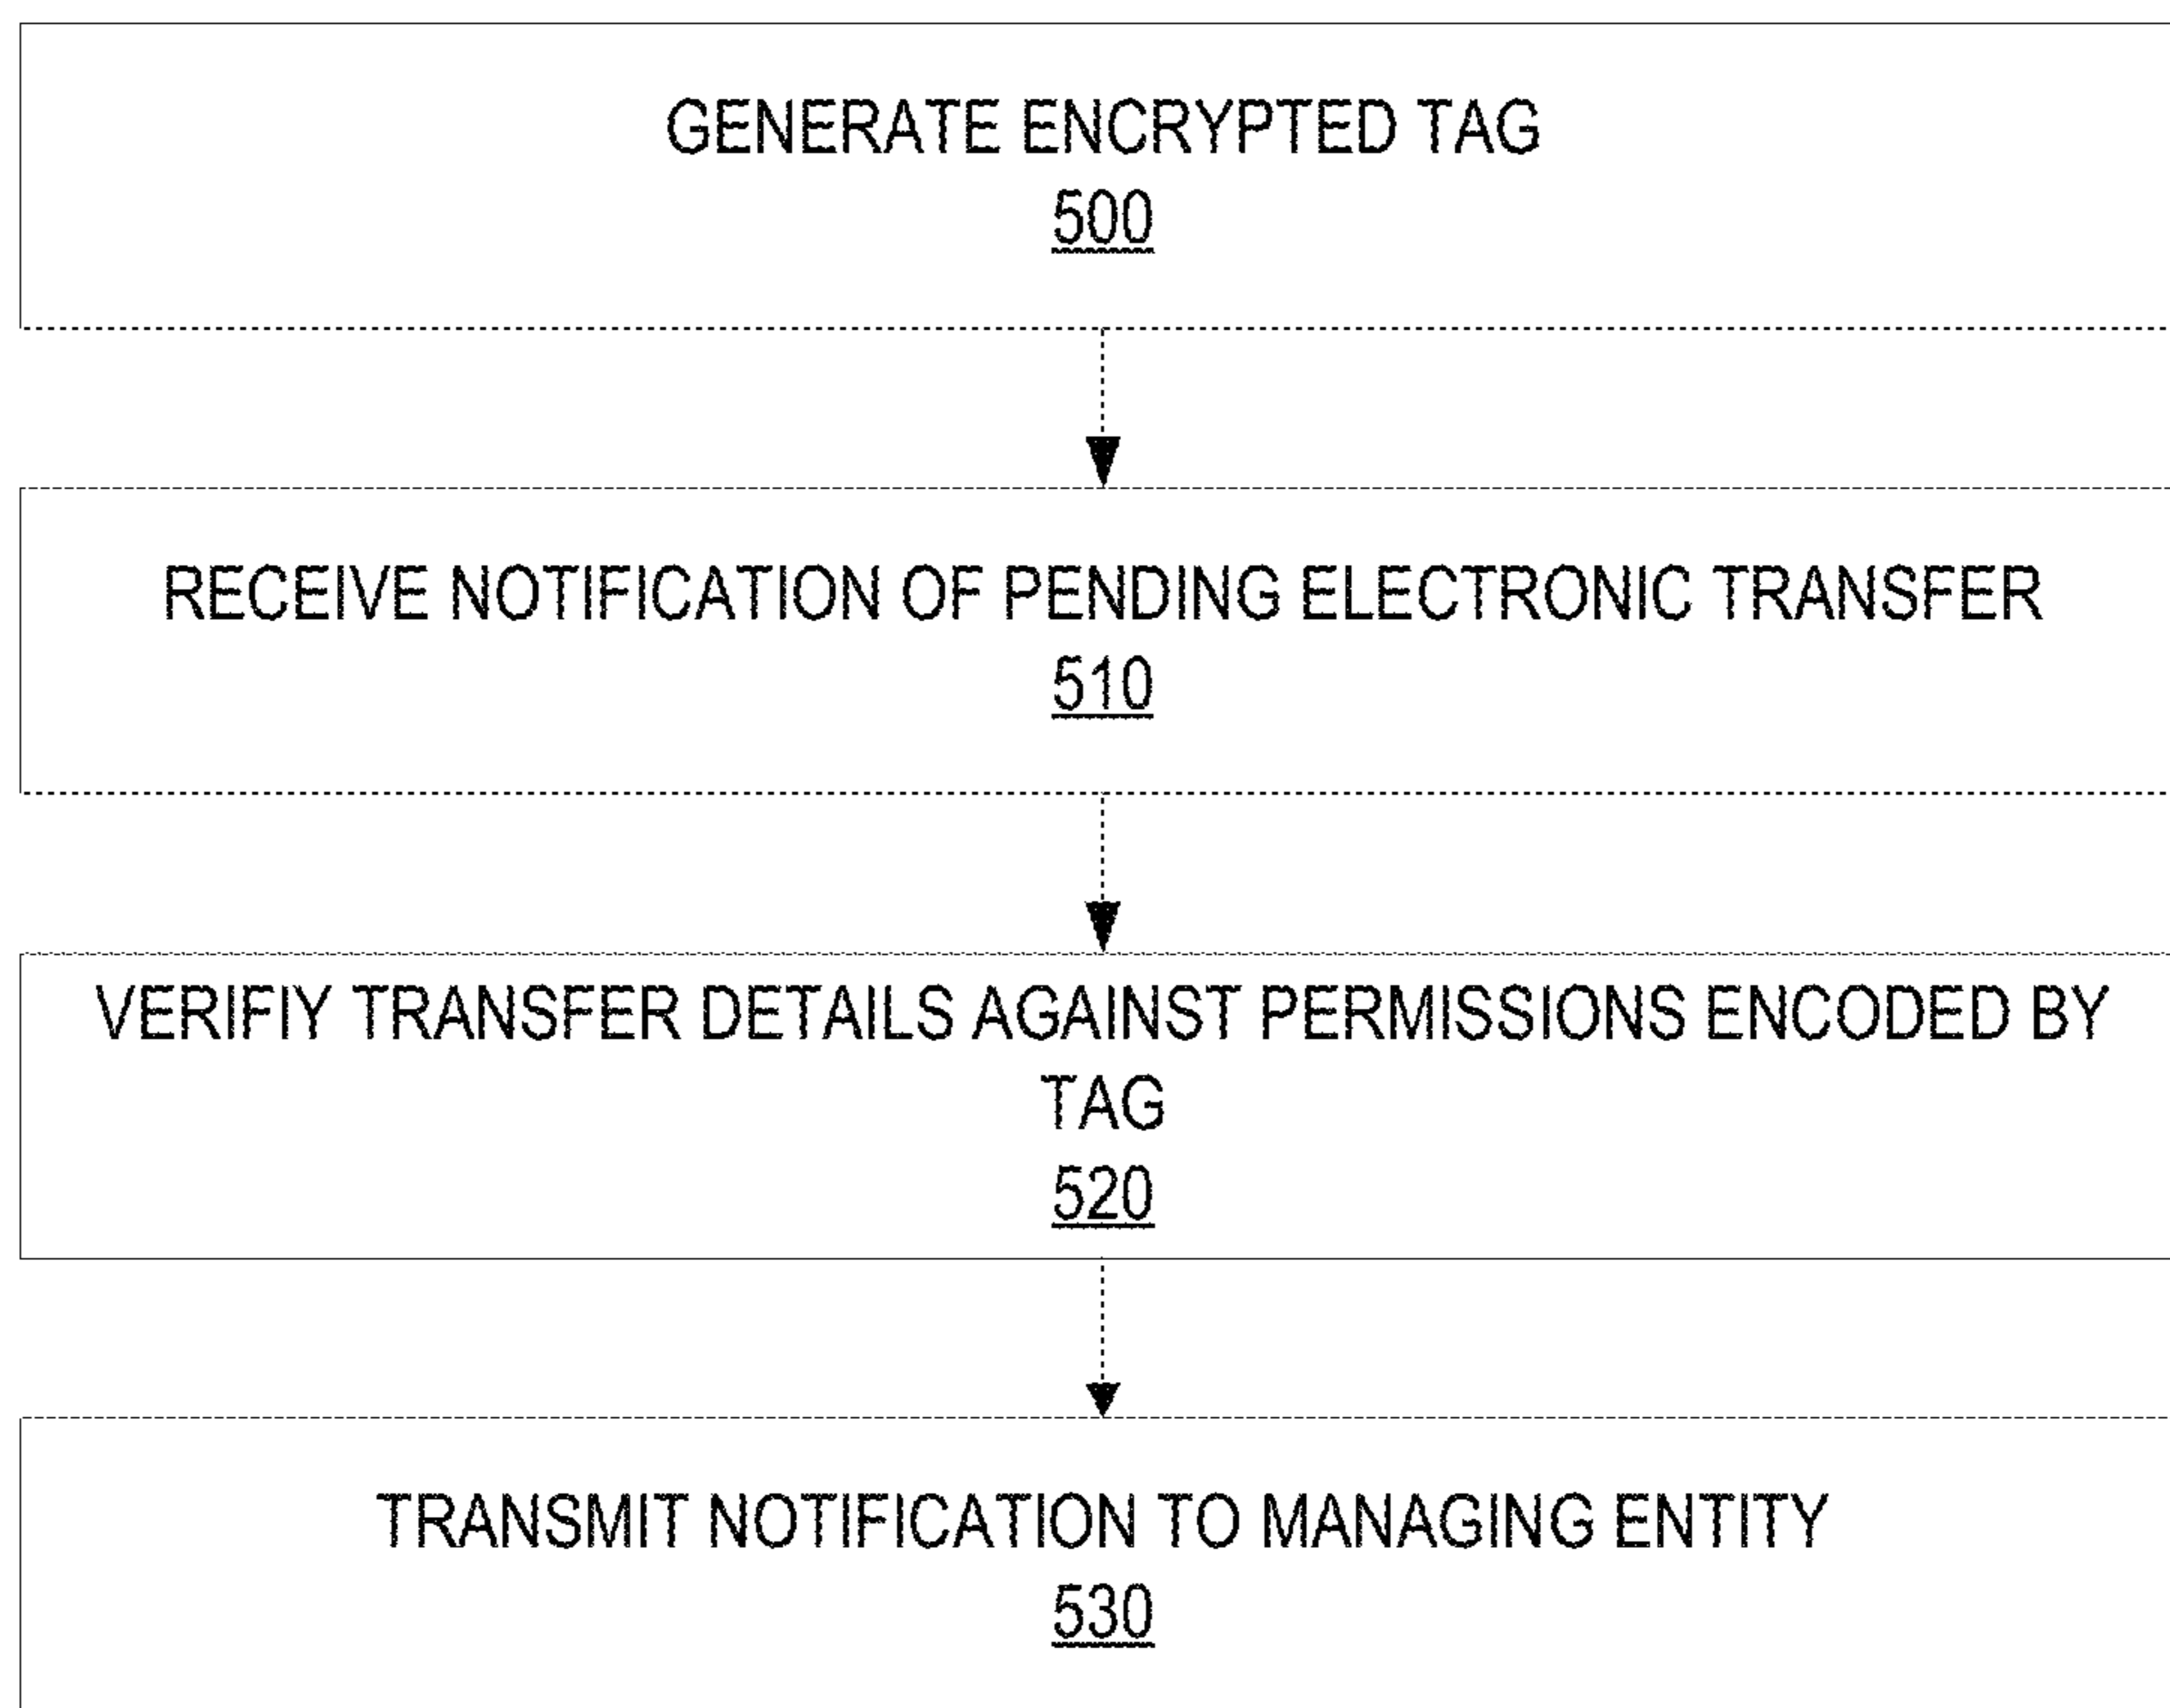 GENERATE ENCRYPTED TAG
500
RECEIVE NOTIFICATION OF PENDING ELECTRONIC TRANSFER
510
VERIFIY TRANSFER DETAILS AGAINST PERMISSIONS ENCODED BY
TAG
520
TRANSMIT NOTIFICATION TO MANAGING ENTITY
530